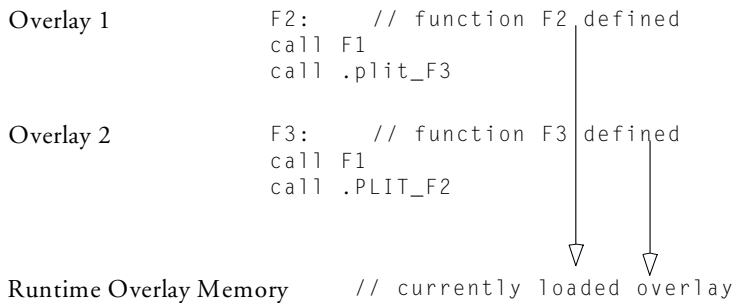 Overlay 1 F2: // function F2 defined
call F1
call .plit_F3
Overlay 2 F3: // function F3 defined
call F1
call .PLIT_F2
Runtime Overlay Memory // currently loaded overlay